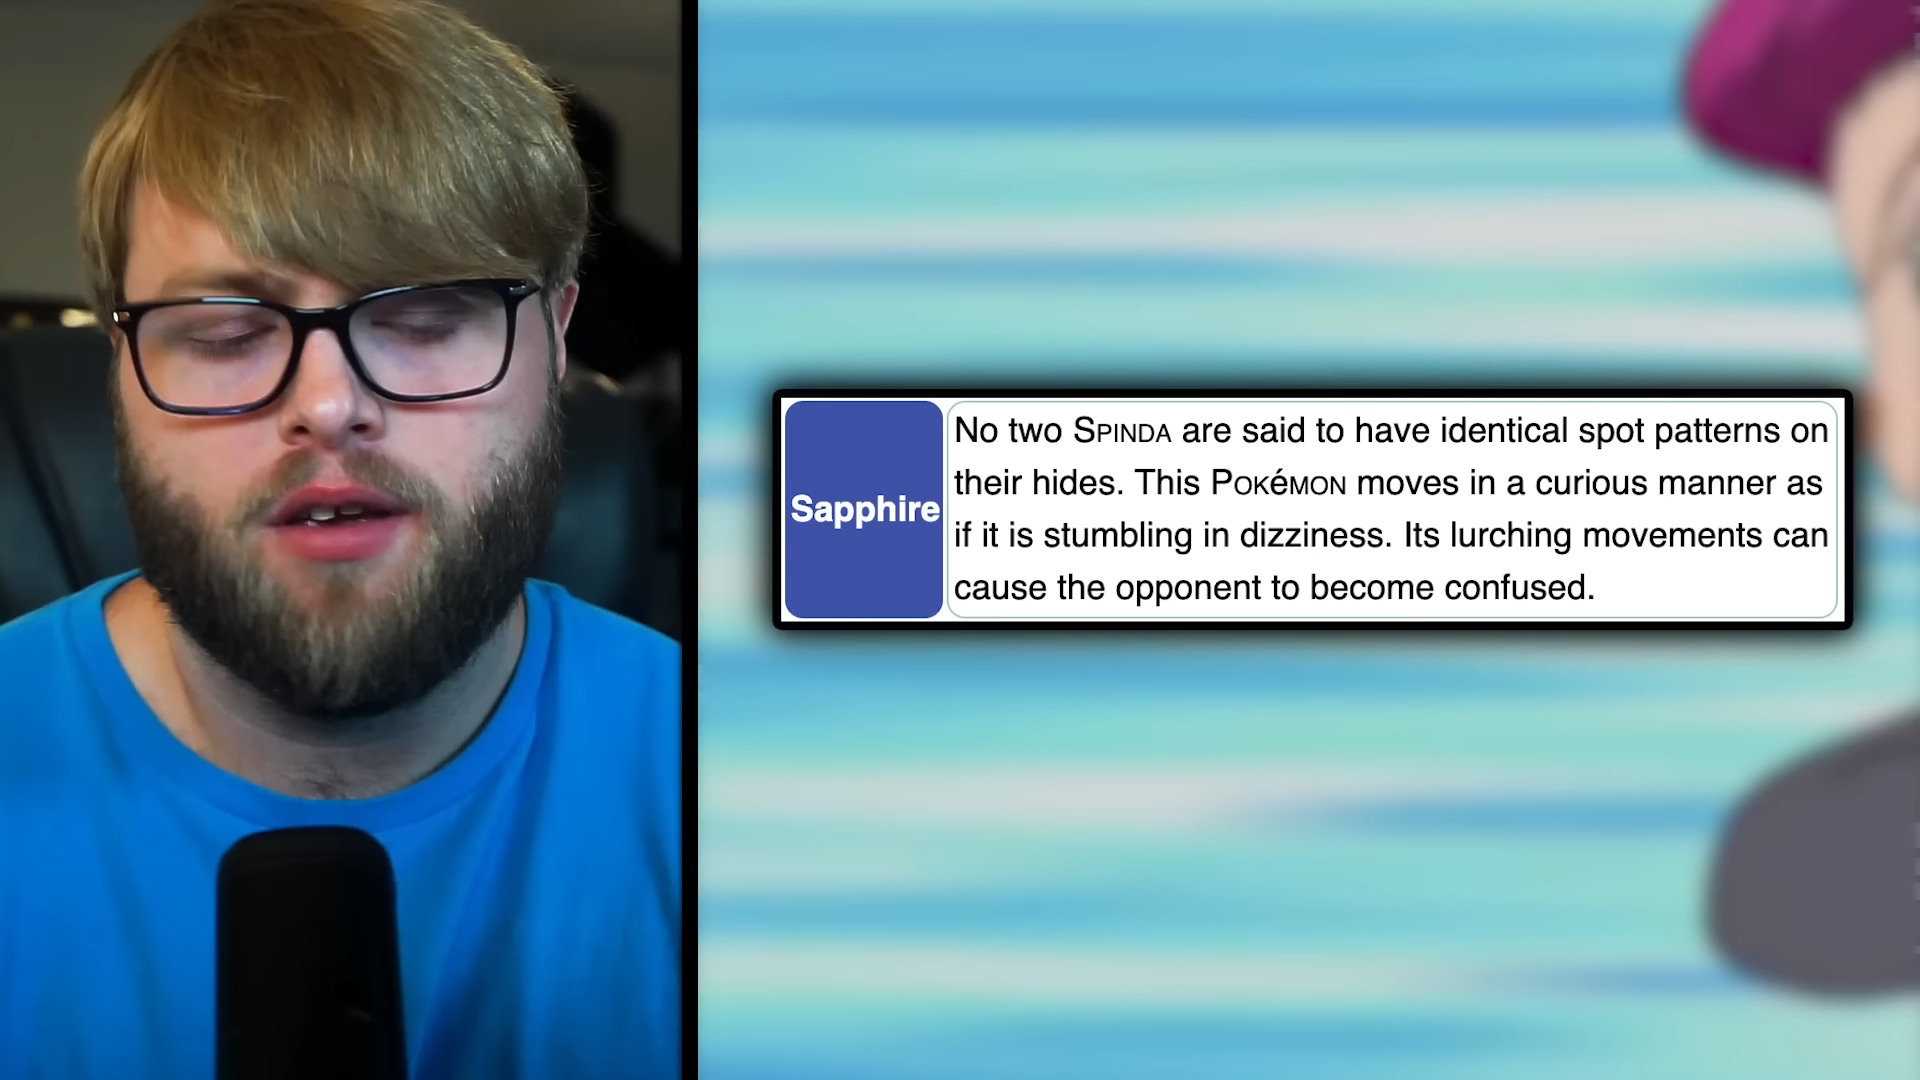 Sapphire
No two Spinda are said to have identical spot patterns on
their hides. This Pokémon moves in a curious manner as
if it is stumbling in dizziness. Its lurching movements can
cause the opponent to become confused.